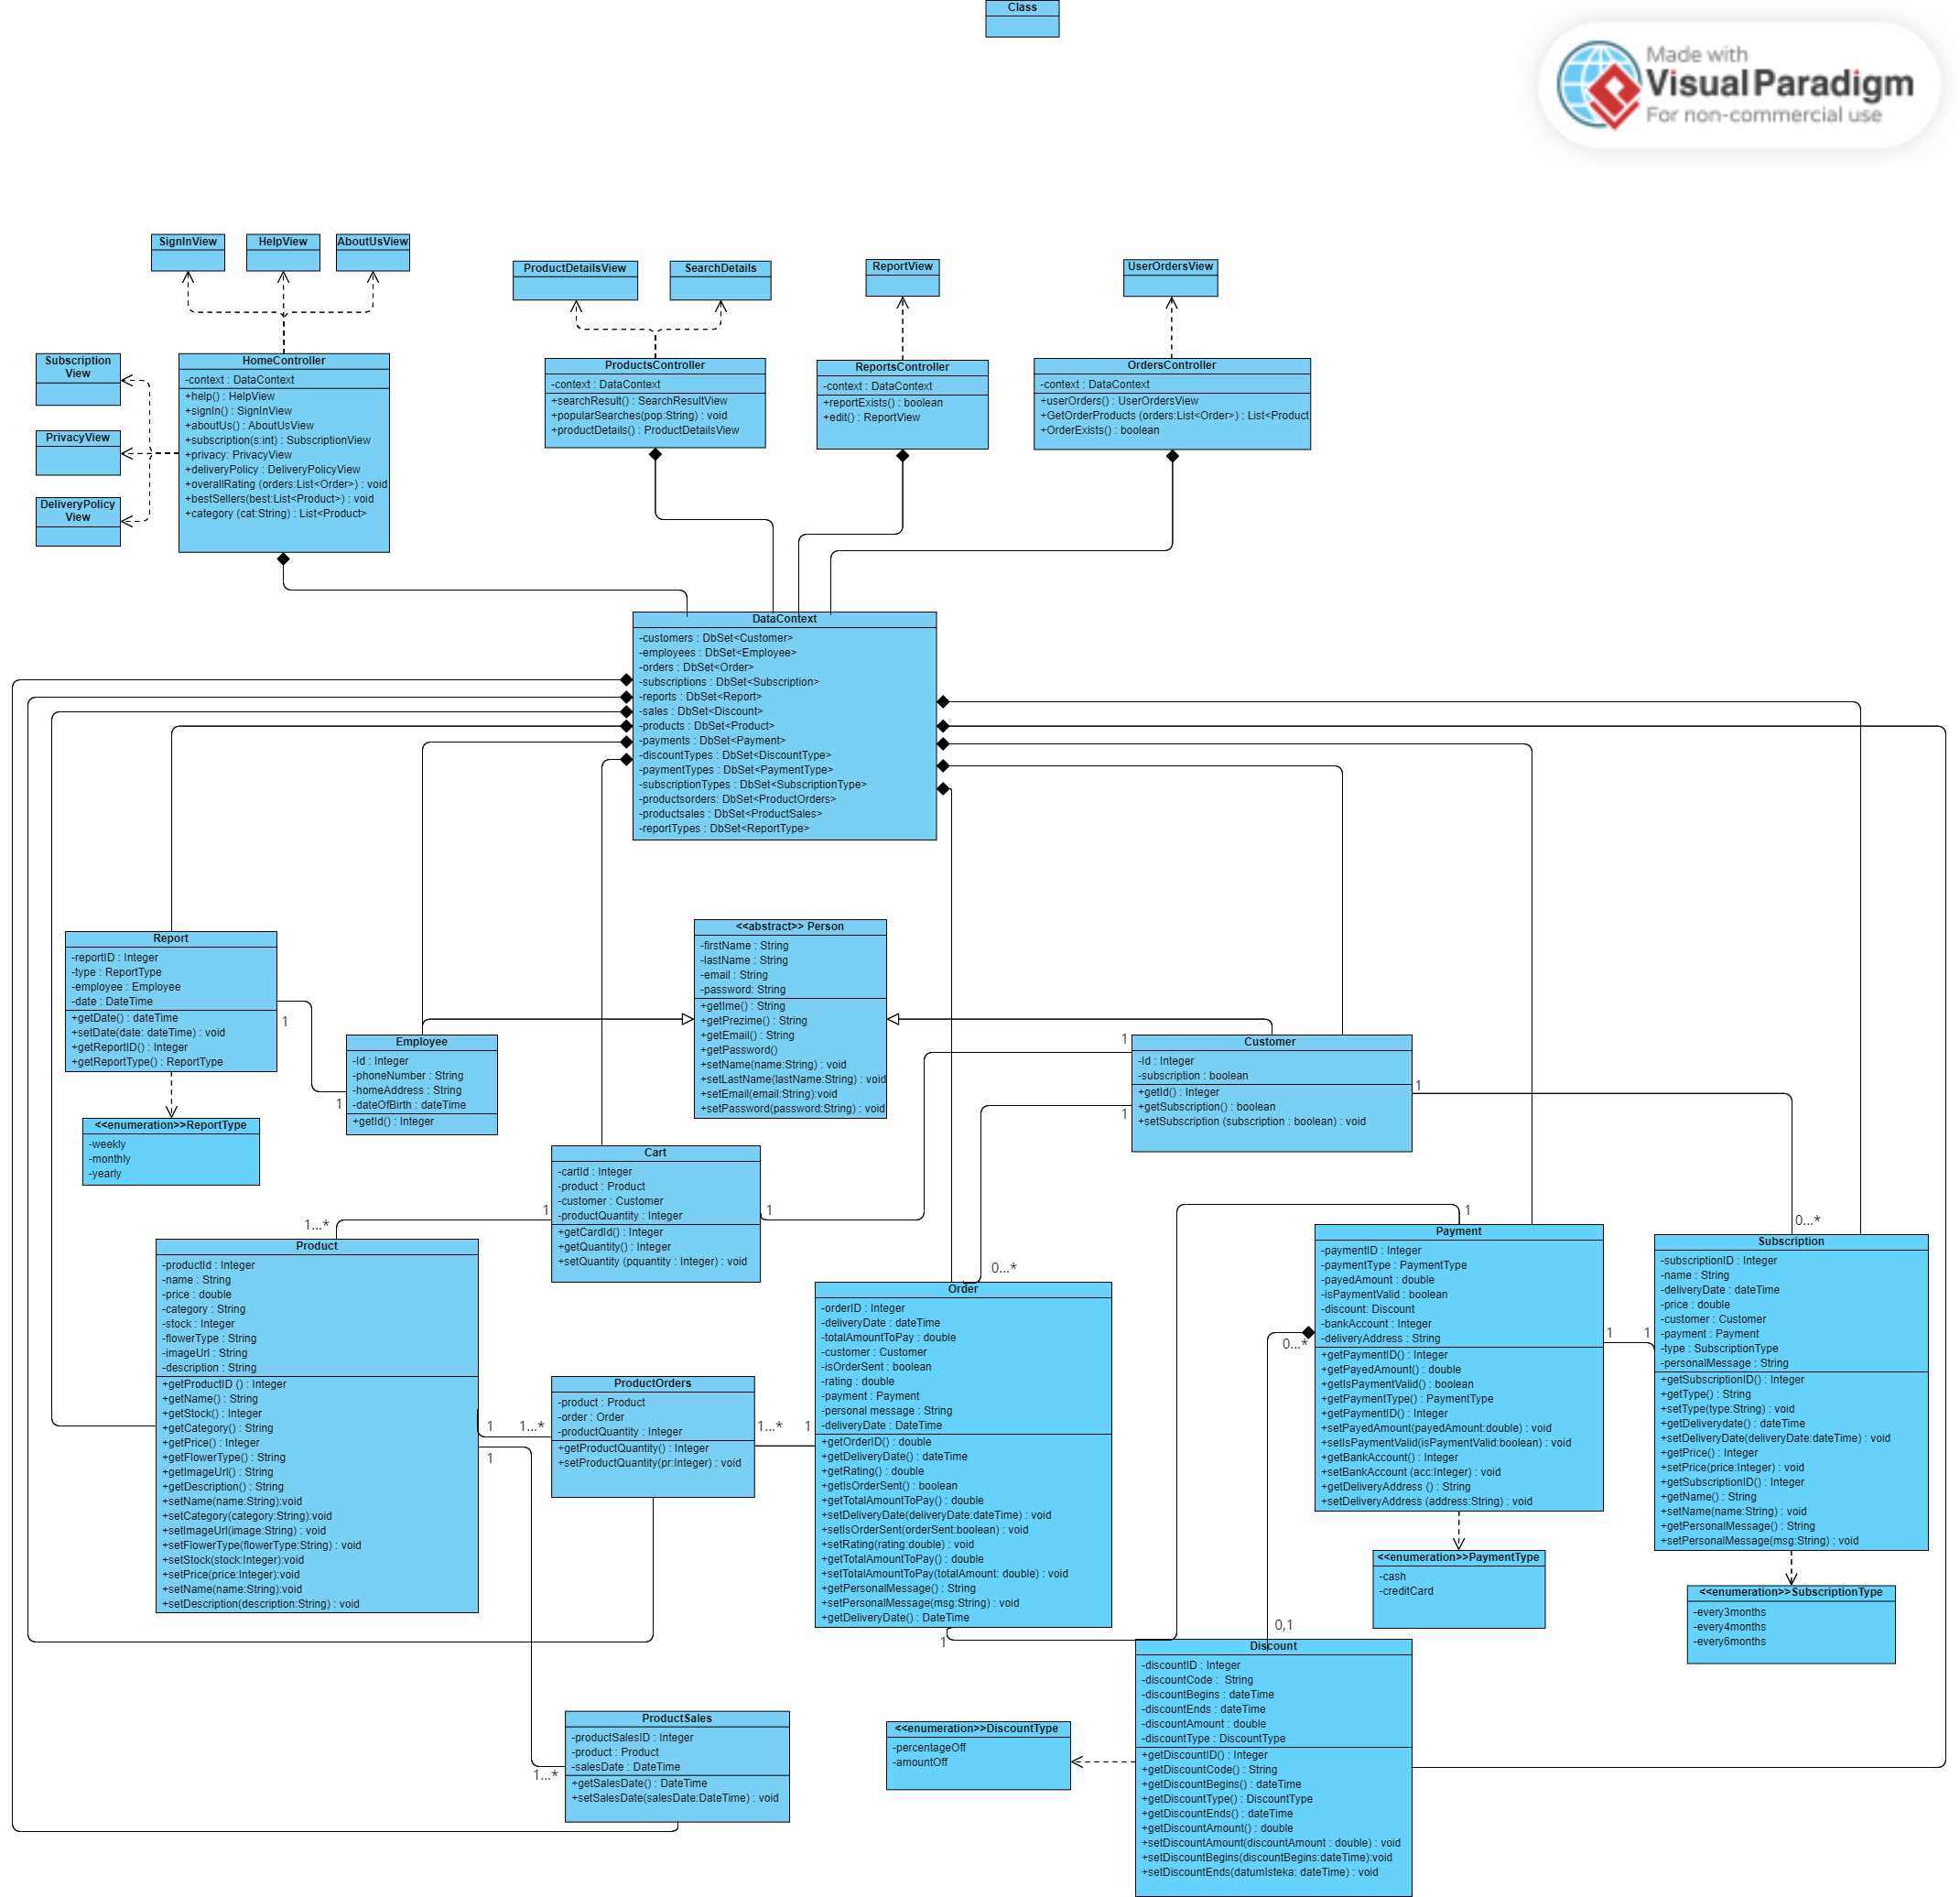 Class
Made with
Visual Paradigm
For non-commercial use
SignInView
HelpView
AboutUsView
ProductDetailsView
SearchDetails
ReportView
UserOrdersView
Subscription
View
PrivacyView
DeliveryPolicy
View
HomeController
-context : DataContext
+help() : HelpView
+signIn() : SignInView
+aboutUs() : AboutUsView
+subscription(s:int) : SubscriptionView
+privacy: PrivacyView
+deliveryPolicy : DeliveryPolicyView
+overallRating (orders:List<Order>) : void
+bestSellers(best:List<Product>) : void
+category (cat:String) : List<Product>
ProductsController
-context : DataContext
+searchResult() : SearchResultView
+popularSearches(pop:String) : void
+productDetails() : ProductDetailsView
ReportsController
-context : DataContext
+reportExists() : boolean
+edit() : ReportView
OrdersController
-context : DataContext
+userOrders() : UserOrdersView
+GetOrderProducts (orders:List<Order>) : List<Product
+OrderExists() : boolean
DataContext
-customers : DbSet<Customer>
-employees : DbSet<Employee>
-orders : DbSet<Order>
-subscriptions : DbSet<Subscription>
-reports : DbSet<Report>
-sales : DbSet<Discount>
-products : DbSet<Product>
-payments : DbSet<Payment>
-discountTypes : DbSet<DiscountType>
-paymentTypes : DbSet<PaymentType>
-subscriptionTypes : DbSet<SubscriptionType>
-productsorders: DbSet<ProductOrders>
-productsales : DbSet<ProductSales>
-reportTypes : DbSet<ReportType>
Report
-reportID : Integer
-type : ReportType
-employee : Employee
-date : DateTime
+getDate() : dateTime
+setDate(date: dateTime) : void
+getReportID() : Integer
+getReportType() : ReportType
1
1
<<enumeration>>ReportType
-weekly
-monthly
-yearly
Employee
-Id : Integer
-phoneNumber : String
-homeAddress : String
-dateOfBirth : dateTime
+getId() : Integer
<<abstract>> Person
-firstName : String
-lastName : String
-email : String
-password: String
+getIme() : String
+getPrezime() : String
+getEmail() : String
+getPassword()
+setName(name:String) : void
+setLastName(lastName:String) : void
+setEmail(email:String):void
+setPassword(password:String) : void
Customer
-Id : Integer
-subscription : boolean
+getId() : Integer
+getSubscription() : boolean
+setSubscription (subscription : boolean) : void
1
1
1
Cart
-cartId : Integer
-product : Product
-customer : Customer
-productQuantity : Integer
+getCardId() : Integer
+getQuantity() : Integer
+setQuantity (pquantity : Integer) : void
1
1
1...*
0...*
1
0...*
Product
-productId : Integer
-name : String
-price : double
-category : String
-stock : Integer
-flowerType : String
-imageUrl : String
-description : String
+getProductID () : Integer
+getName() : String
+getStock() : Integer
+getCategory() : String
+getPrice() : Integer
+getFlowerType() : String
+getImageUrl() : String
+getDescription() : String
+setName(name:String):void
+setCategory(category:String):void
+setImageUrl(image:String) : void
+setFlowerType(flowerType:String) : void
+setStock(stock:Integer):void
+setPrice(price:Integer):void
+setName(name:String):void
+setDescription(description:String) : void
1
1...*
1
1...*
1
ProductOrders
-product : Product
-order : Order
-productQuantity : Integer
+getProductQuantity() : Integer
+setProductQuantity(pr:Integer) : void
Order
-orderID : Integer
-deliveryDate : dateTime
-totalAmountToPay : double
-customer : Customer
-isOrderSent : boolean
-rating : double
-payment : Payment
-personal message : String
-deliveryDate : DateTime
+getOrderID() : double
+getDeliveryDate() : dateTime
+getRating() : double
+getIsOrderSent() : boolean
+getTotalAmountToPay() : double
+setDeliveryDate(deliveryDate:dateTime) : void
+setIsOrderSent(orderSent:boolean) : void
+setRating(rating:double) : void
+getTotalAmountToPay() : double
+setTotalAmountToPay(totalAmount: double) : void
+getPersonalMessage() : String
+setPersonalMessage(msg:String) : void
+getDeliveryDate() : DateTime
1
Payment
-paymentID : Integer
-paymentType : PaymentType
-payedAmount : double
-isPaymentValid : boolean
-discount: Discount
-bankAccount : Integer
-deliveryAddress : String
+getPaymentID() : Integer
+getPayedAmount() : double
+getIsPaymentValid() : boolean
+getPaymentType() : PaymentType
+getPaymentID() : Integer
+setPayedAmount(payedAmount:double) : void
+setIsPaymentValid(isPaymentValid:boolean) : void
+getBankAccount() : Integer
+setBankAccount (acc:Integer) : void
+getDeliveryAddress () : String
+setDeliveryAddress (address:String) : void
0...*
1
1
Subscription
-subscriptionID : Integer
-name : String
-deliveryDate : dateTime
-price : double
-customer : Customer
-payment : Payment
-type : SubscriptionType
-personalMessage : String
+getSubscriptionID() : Integer
+getType() : String
+setType(type:String) : void
+getDeliverydate() : dateTime
+setDeliveryDate(deliveryDate:dateTime) : void
+getPrice() : Integer
+setPrice(price:Integer) : void
+getSubscriptionID() : Integer
+getName() : String
+setName(name:String) : void
+getPersonalMessage() : String
+setPersonalMessage(msg:String) : void
<<enumeration>>PaymentType
-cash
-creditCard
<<enumeration>>SubscriptionType
-every3months
-every4months
-every6months
0,1
Discount
-discountID : Integer
-discountCode : String
-discountBegins : dateTime
-discountEnds : dateTime
-discountAmount : double
-discountType : DiscountType
+getDiscountID() : Integer
+getDiscountCode() : String
+getDiscountBegins() : dateTime
+getDiscountType() : DiscountType
+getDiscountEnds() : dateTime
+getDiscountAmount() : double
+setDiscountAmount(discountAmount : double) : void
+setDiscountBegins(discountBegins:dateTime):void
+setDiscountEnds(datumIsteka: dateTime) : void
<<enumeration>>DiscountType
-percentageOff
-amountOff
ProductSales
-productSalesID : Integer
-product : Product
-salesDate : DateTime
+getSalesDate() : DateTime
+setSalesDate(salesDate:DateTime) : void
1...*